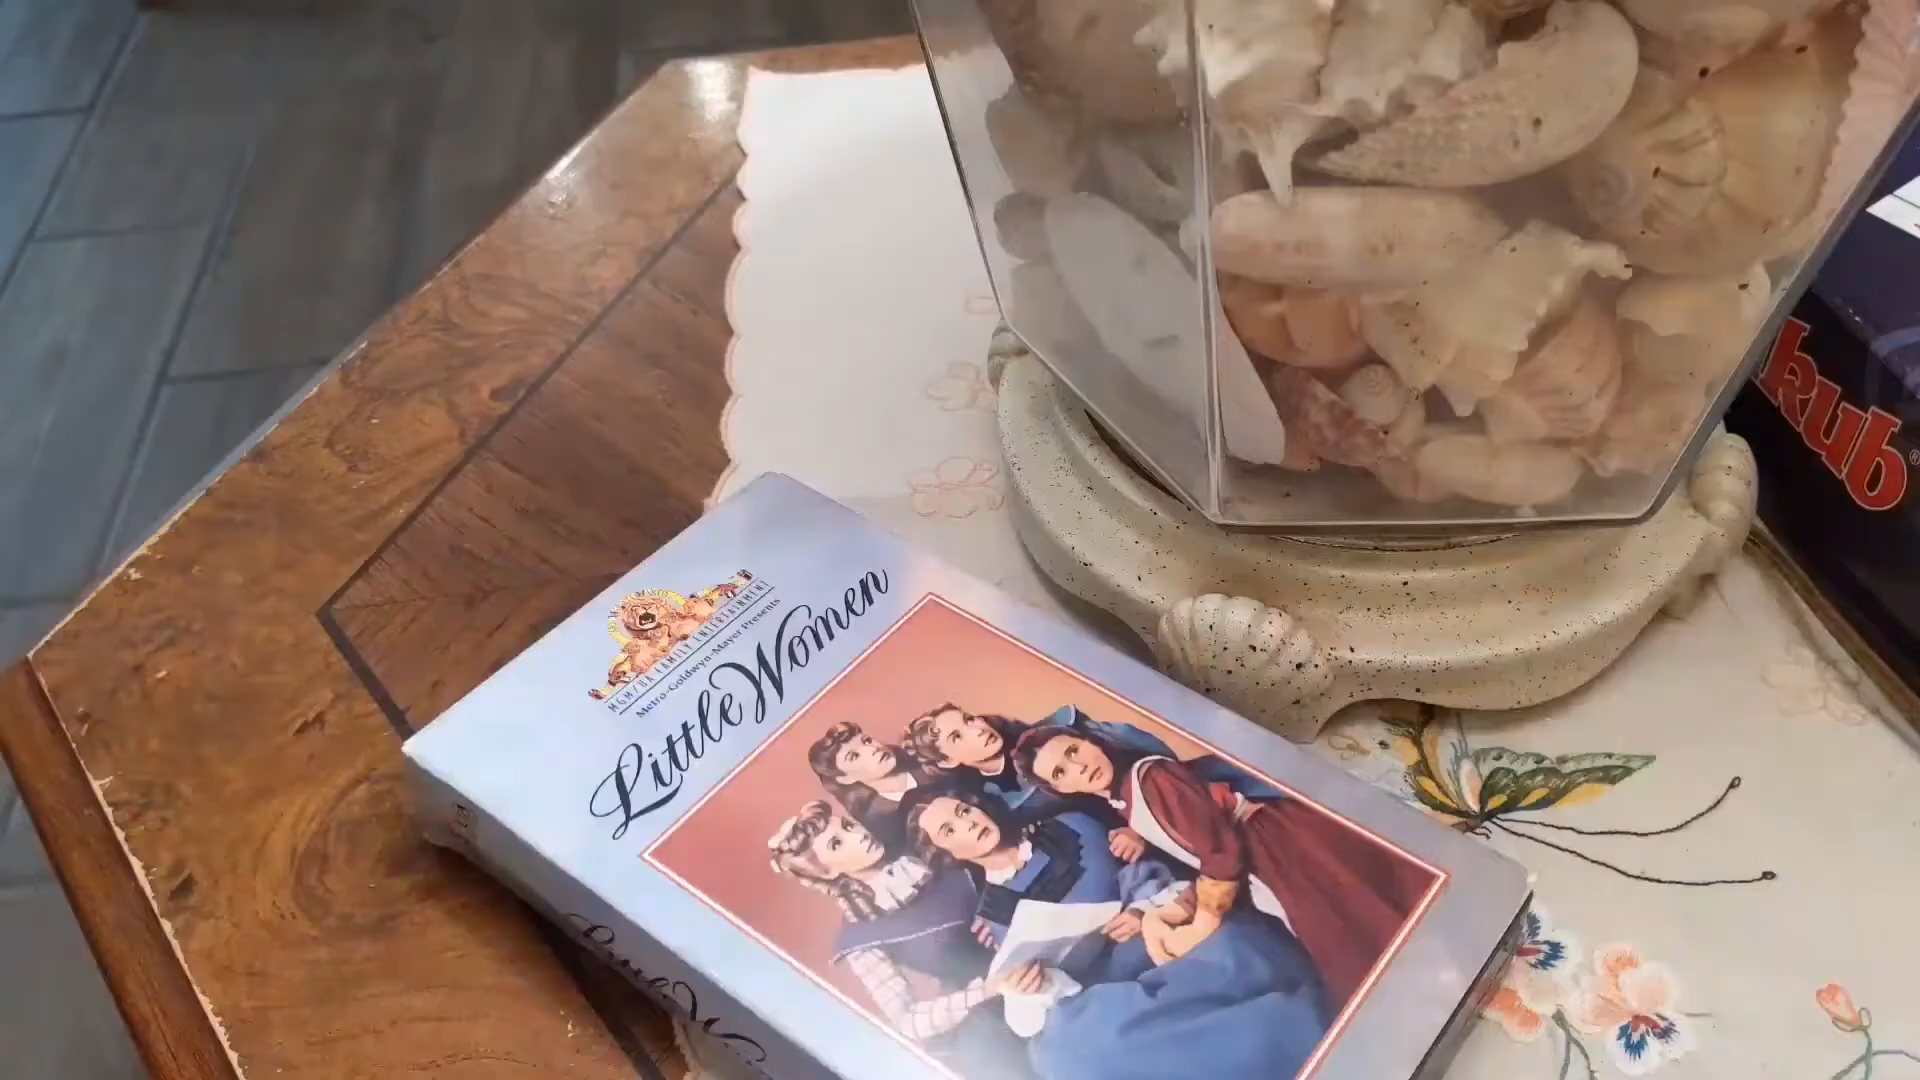 MGM/UA FAMILY ENTERTAINMENT
Metro-Goldwyn-Mayer Presents
Little Women
kub®